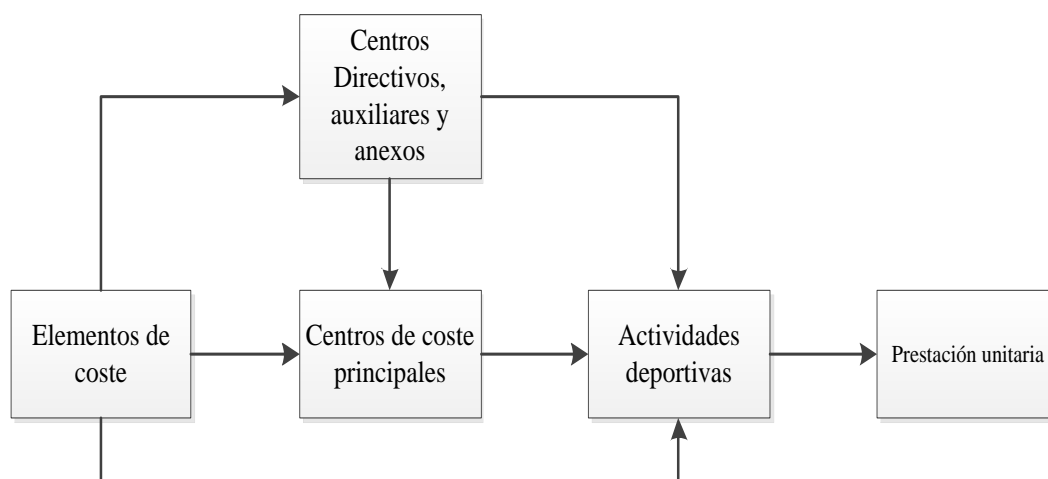 Centros
Directivos,
auxiliares y
anexos
Elementos de
coste
Centros de coste
principales
Actividades
deportivas
Prestación unitaria